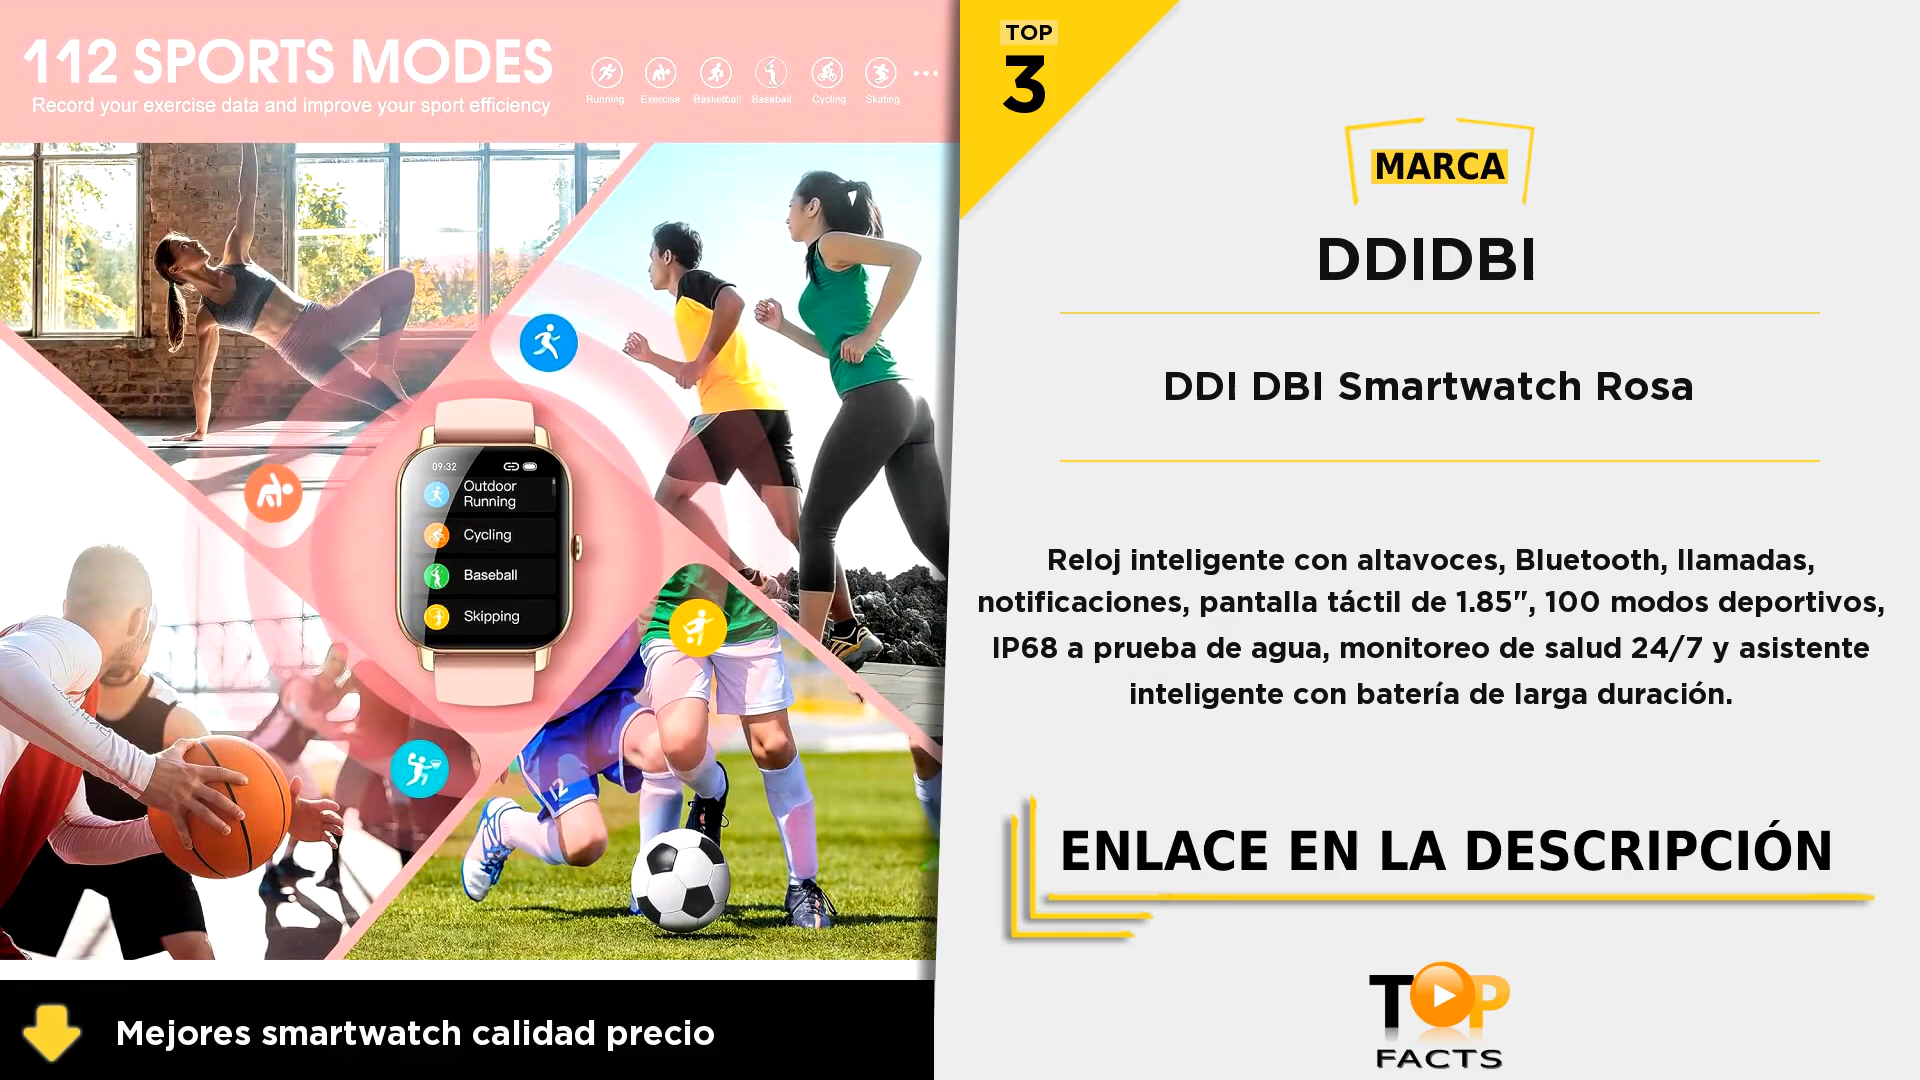 112 SPORTS MODES
Record your exercise data and improve your sport efficiency
Running Exercise Basketball Baseball Cycling Skating
09:32
Outdoor
Running
Cycling
Baseball
Skipping
12
Mejores smartwatch calidad precio
TOP
3
MARCA
DDIDBI
DDI DBI Smartwatch Rosa
Reloj inteligente con altavoces, Bluetooth, llamadas,
notificaciones, pantalla táctil de 1.85", 100 modos deportivos,
IP68 a prueba de agua, monitoreo de salud 24/7 y asistente
inteligente con batería de larga duración.
ENLACE EN LA DESCRIPCIÓN
TOP
FACTS